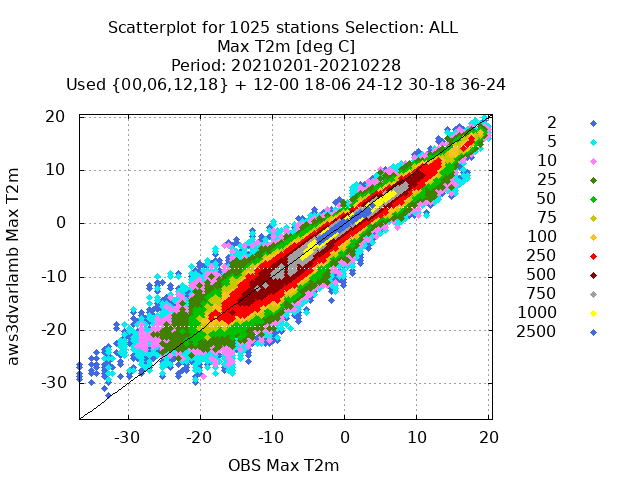 Scatterplot for 1025 stations Selection: ALL
Max T2m [deg C]
Period: 20210201-20210228
Used {00,06,12,18} + 12-00 18-06 24-12 30-18 36-24
20
10
0
-10
-20
-30
aws3dvarlamb Max T2m
-30 -20 -10 0 10 20
OBS Max T2m
2
5
10
25
50
75
100
250
500
750
1000
2500